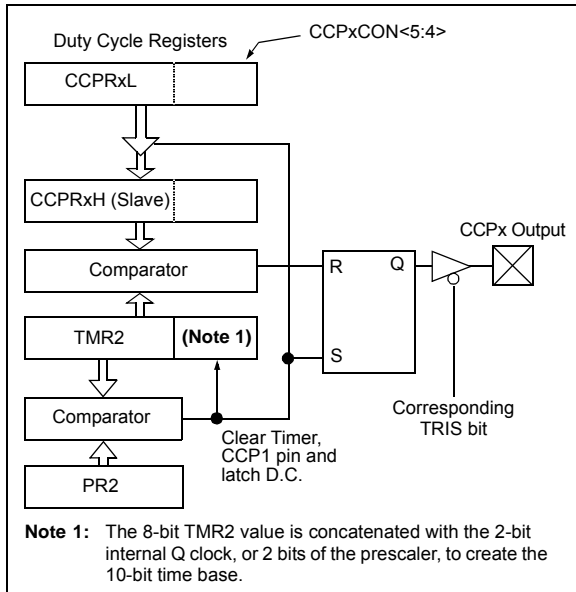 Duty Cycle Registers
CCPxCON<5:4>
CCPRxL
CCPRxH (Slave)
Comparator
TMR2
(Note 1)
Comparator
PR2
R
Q
S
CCPx Output
Corresponding
TRIS bit
Clear Timer,
CCP1 pin and
latch D.C.
Note 1: The 8-bit TMR2 value is concatenated with the 2-bit
internal Q clock, or 2 bits of the prescaler, to create the
10-bit time base.